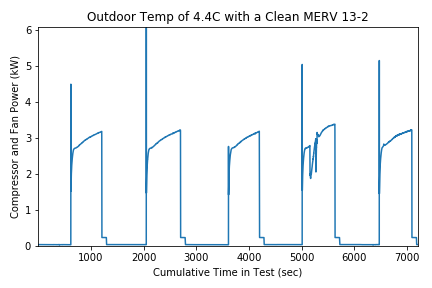 Outdoor Temp of 4.4C with a Clean MERV 13-2
Compressor and Fan Power (kW)
6
5
4
3
2
1
0
1000 2000 3000 4000 5000 6000 7000
Cumulative Time in Test (sec)